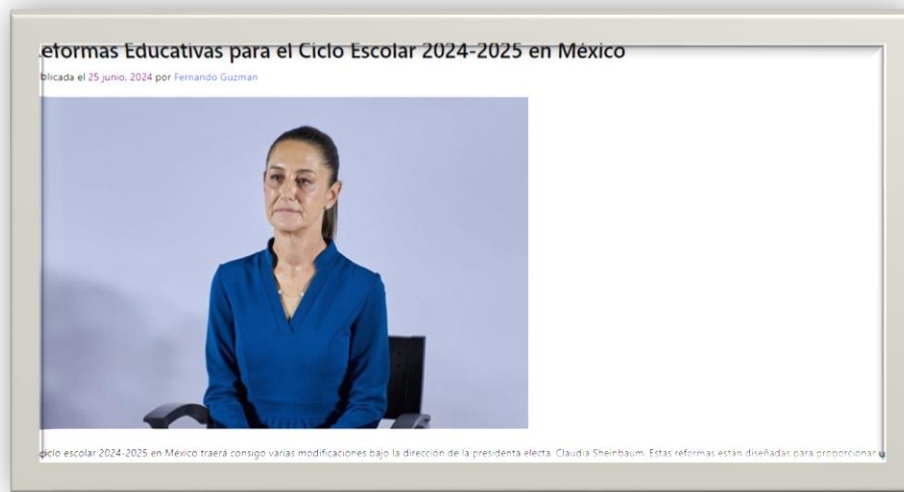 eformas Educativas para el Ciclo Escolar 2024-2025 en México
blicada el 25 junio, 2024 por Fernando Guzman
ciclo escolar 2024-2025 en México traerá consigo varias modificaciones bajo la dirección de la presidenta electa, Claudia Sheinbaum. Estas reformas están diseñadas para proporcionar u